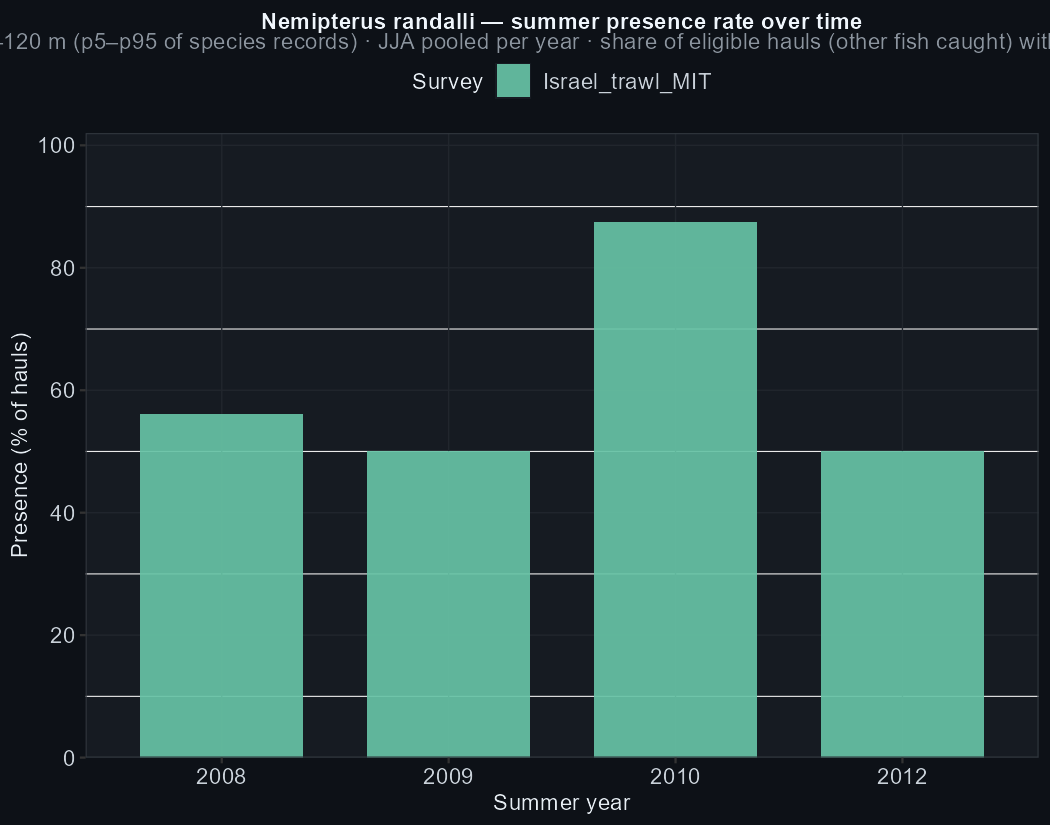 Nemipterus randalli — summer presence rate over time
–120 m (p5–p95 of species records) · JJA pooled per year · share of eligible hauls (other fish caught)
Survey Israel_trawl_MIT
100
80
60
40
20
0
Presence (% of hauls)
2008 2009 2010 2012
Summer year